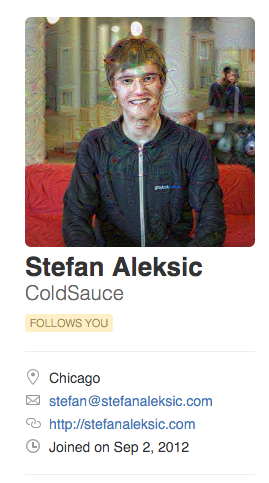 Stefan Aleksic
ColdSauce
FOLLOWS YOU
Chicago
stefan@stefanaleksic.com
http://stefanaleksic.com
Joined on Sep 2, 2012